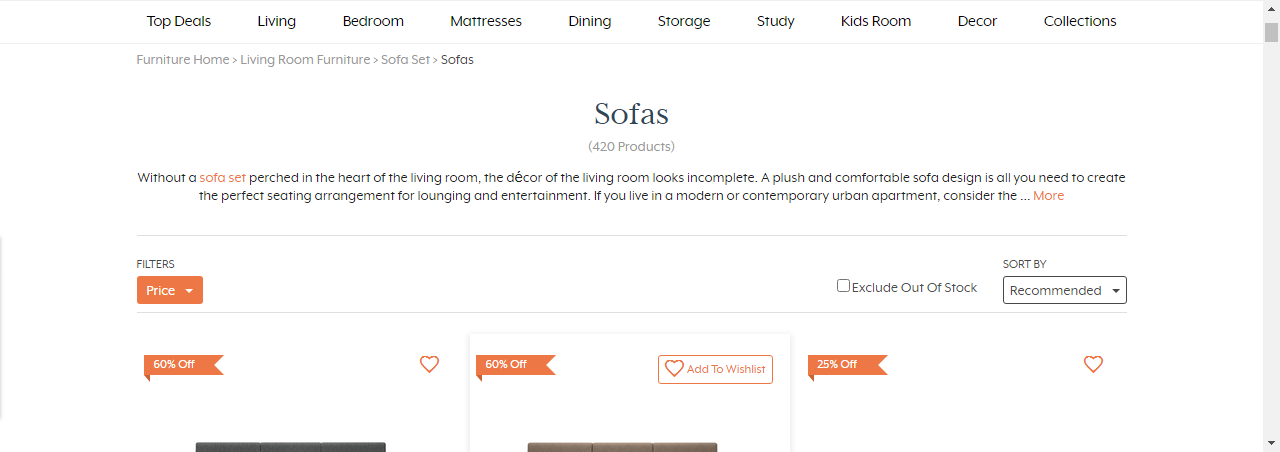 Top Deals Living Bedroom Mattresses Dining Storage Study Kids Room Decor Collections
Furniture Home > Living Room Furniture > Sofa Set > Sofas
Sofas
(420 Products)
Without a sofa set perched in the heart of the living room, the décor of the living room looks incomplete. A plush and comfortable sofa design is all you need to create
the perfect seating arrangement for lounging and entertainment. If you live in a modern or contemporary urban apartment, consider the ... More
FILTERS
Price
Exclude Out Of Stock
SORT BY
Recommended
60% Off
60% Off
Add To Wishlist
25% Off